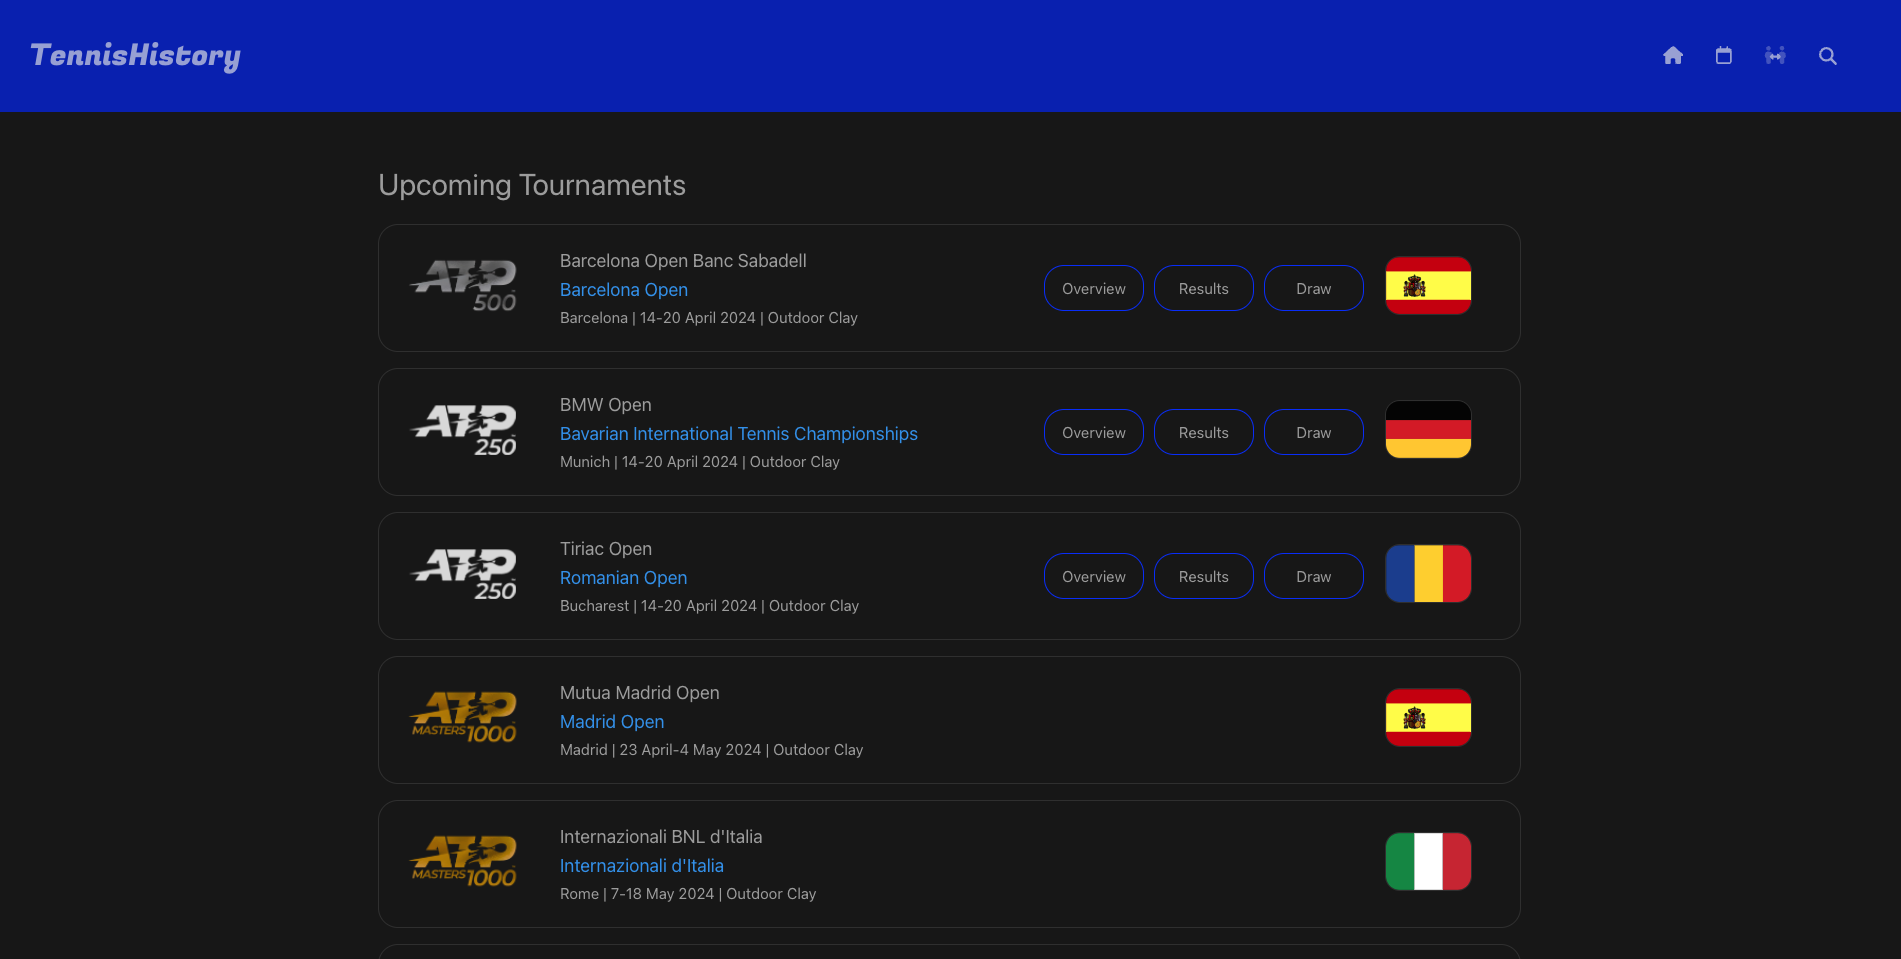 TennisHistory
Upcoming Tournaments
ATP
500
Barcelona Open Banc Sabadell
Barcelona Open
Barcelona | 14-20 April 2024 | Outdoor Clay
Overview
Results
Draw
ATP
250
BMW Open
Bavarian International Tennis Championships
Munich | 14-20 April 2024 | Outdoor Clay
Overview
Results
Draw
ATP
250
Tiriac Open
Romanian Open
Bucharest | 14-20 April 2024 | Outdoor Clay
Overview
Results
Draw
ATP
MASTERS 1000
Mutua Madrid Open
Madrid Open
Madrid | 23 April-4 May 2024 | Outdoor Clay
ATP
MASTERS 1000
Internazionali BNL d'Italia
Internazionali d'Italia
Rome | 7-18 May 2024 | Outdoor Clay